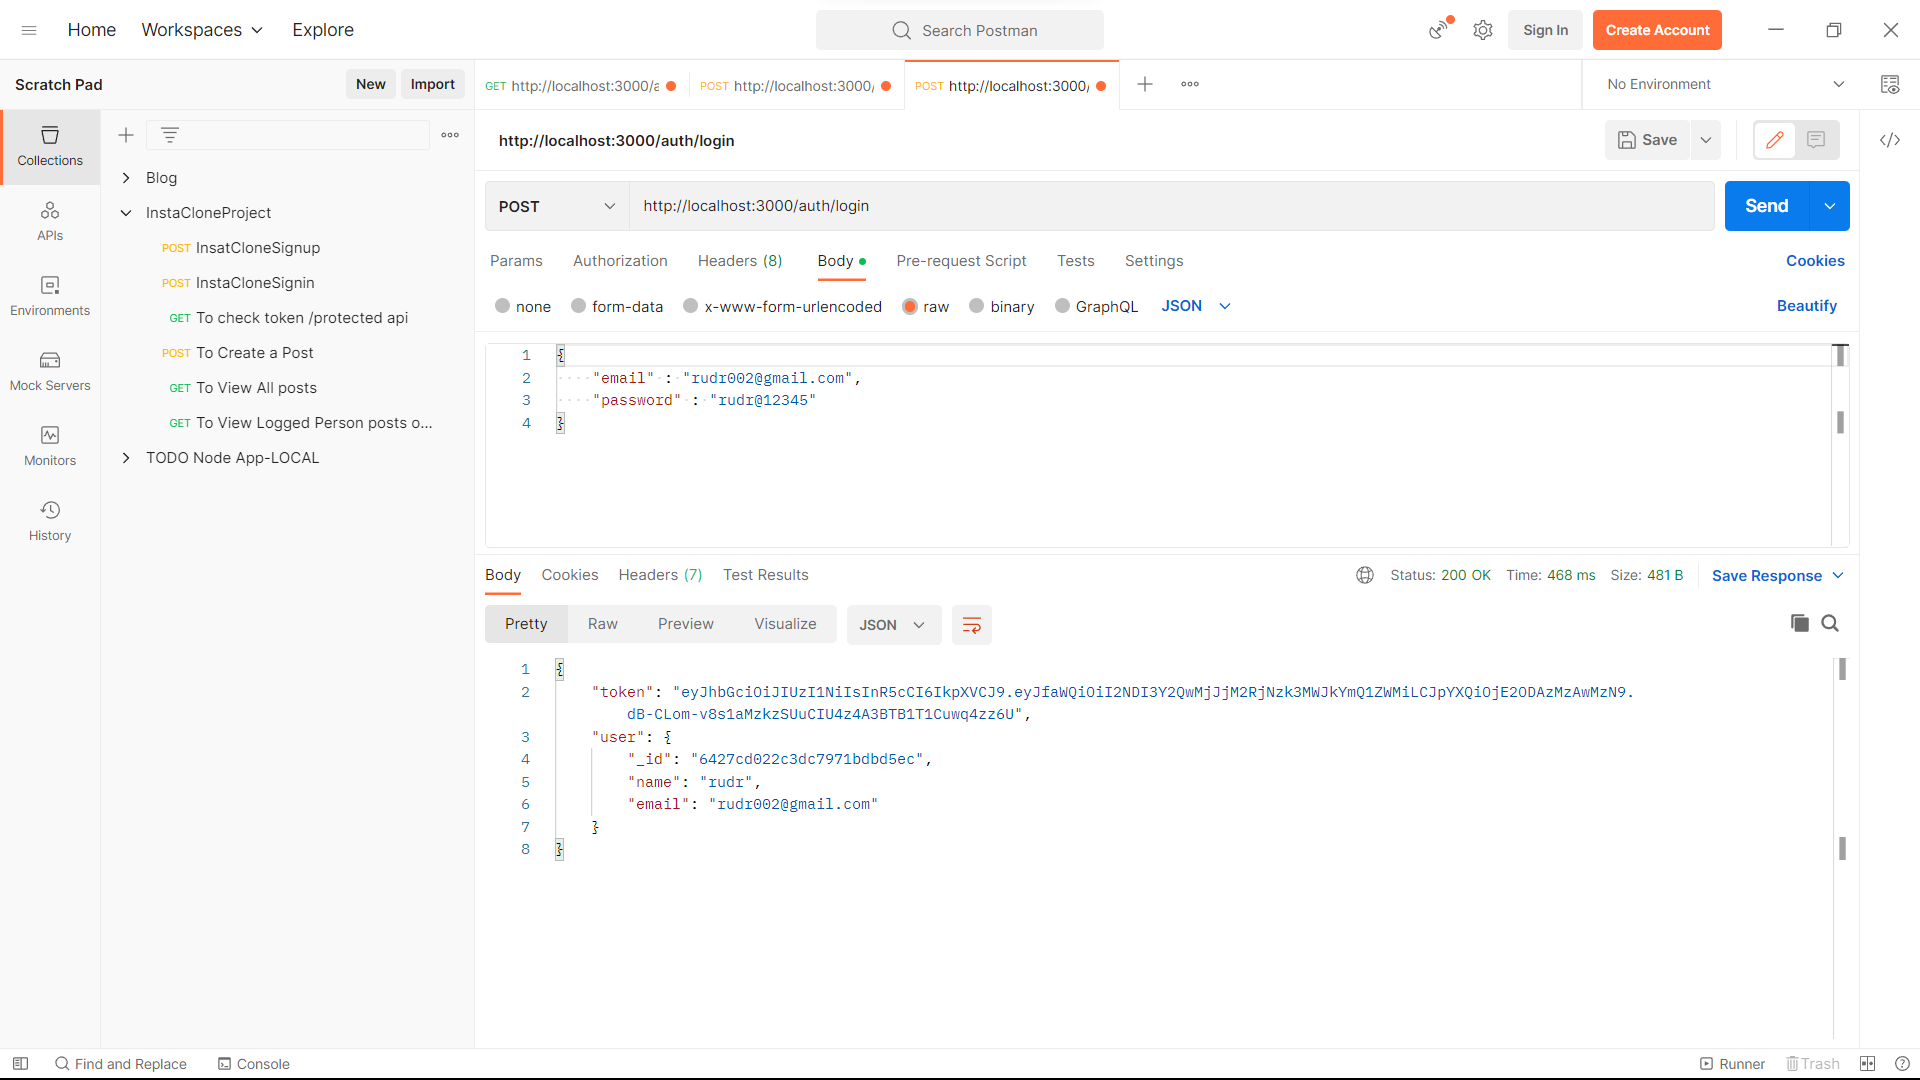 Home Workspaces Explore Search Postman Sign In Create Account
Scratch Pad New Import GET http://localhost:3000/a POST http://localhost:3000/ POST http://localhost:3000/ No Environment
Collections
APIs
Environments
Mock Servers
Monitors
History
Blog
InstaCloneProject
POST InsatCloneSignup
POST InstaCloneSignin
GET To check token /protected api
POST To Create a Post
GET To View All posts
GET To View Logged Person posts o...
TODO Node App-LOCAL
http://localhost:3000/auth/login Save
POST http://localhost:3000/auth/login Send
Params Authorization Headers (8) Body Pre-request Script Tests Settings Cookies
none form-data x-www-form-urlencoded raw binary GraphQL JSON Beautify
1 {
2 "email" : "rudr002@gmail.com",
3 "password" : "rudr@12345"
4 }
Body Cookies Headers (7) Test Results Status: 200 OK Time: 468 ms Size: 481 B Save Response
Pretty Raw Preview Visualize JSON
1 {
2 "token": "eyJhbGciOiJIUzI1NiIsInR5cCI6IkpXVCJ9.eyJfaWQiOiI2NDI3Y2QwMjJjM2RjNzk3MWJkYmQ1ZWMiLCJpYXQiOjE2ODAzMzAwMzN9.
dB-CLom-v8s1aMzkzSUuCIU4z4A3BTB1T1Cuwq4zz6U",
3 "user": {
4 "_id": "6427cd022c3dc7971bdbd5ec",
5 "name": "rudr",
6 "email": "rudr002@gmail.com"
7 }
8 }
Find and Replace Console Runner Trash